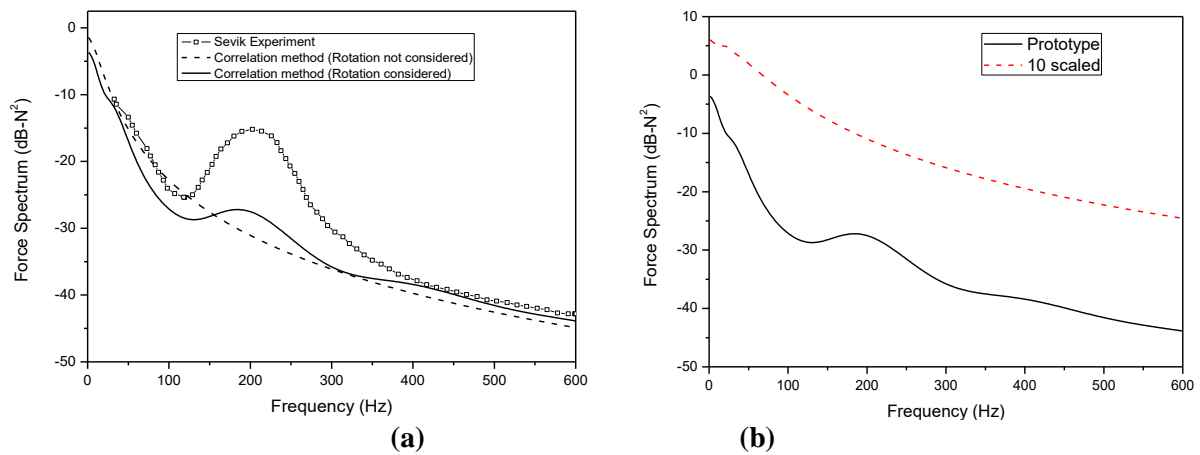 Sevik Experiment
Correlation method (Rotation not considered)
Correlation method (Rotation considered)
Force Spectrum (dB-N²)
0
-10
-20
-30
-40
-50
0 100 200 300 400 500 600
Frequency (Hz)
(a)
Prototype
10 scaled
Force Spectrum (dB-N²)
10
0
-10
-20
-30
-40
-50
0 100 200 300 400 500 600
Frequency (Hz)
(b)